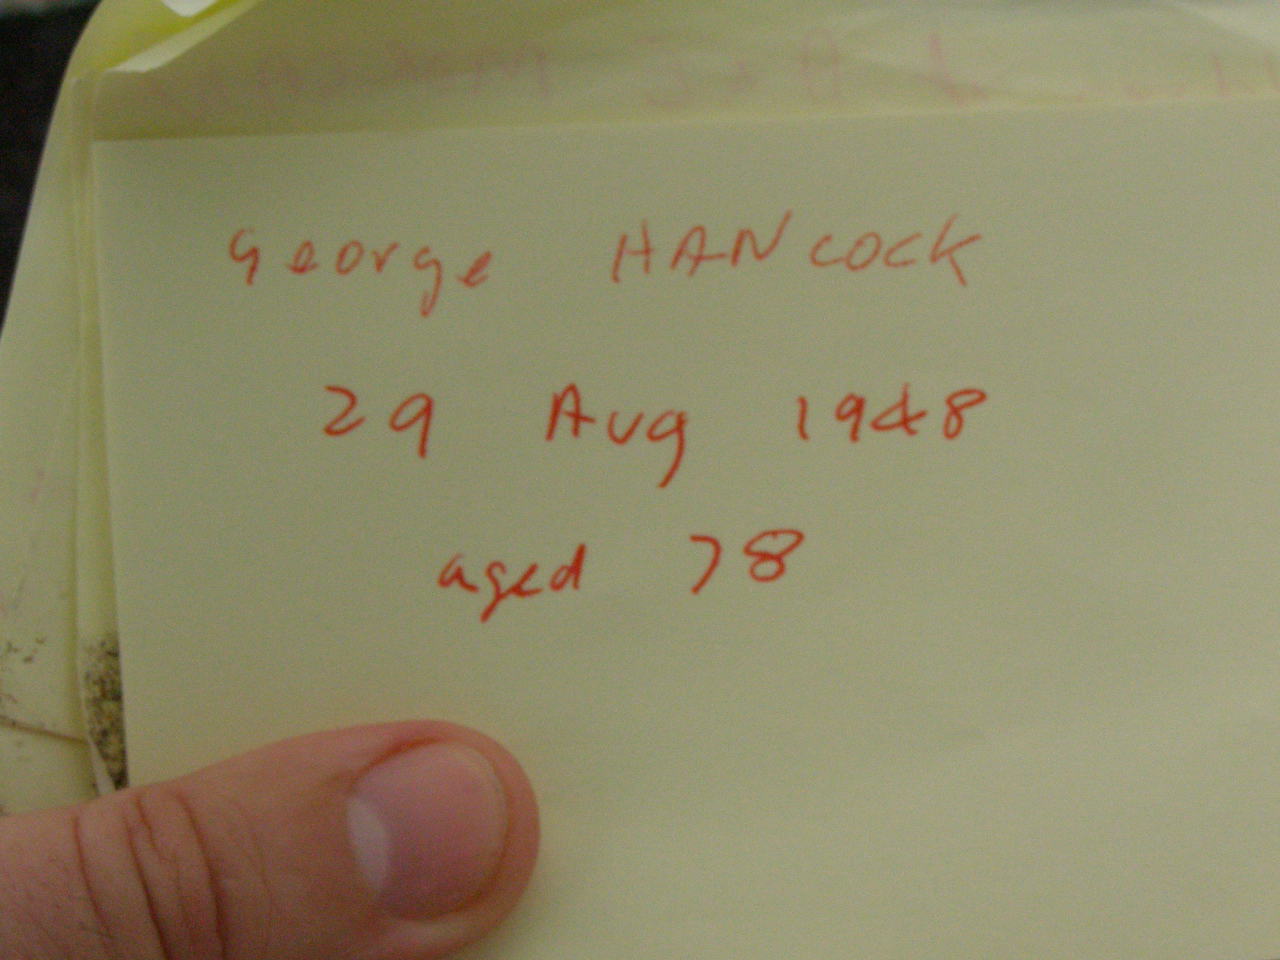 George HANCOCK
29 Aug 1948
aged 78